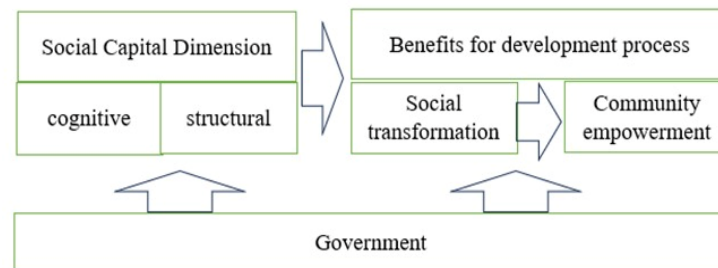 Social Capital Dimension
Benefits for development process
cognitive
structural
Social
transformation
Community
empowerment
Government